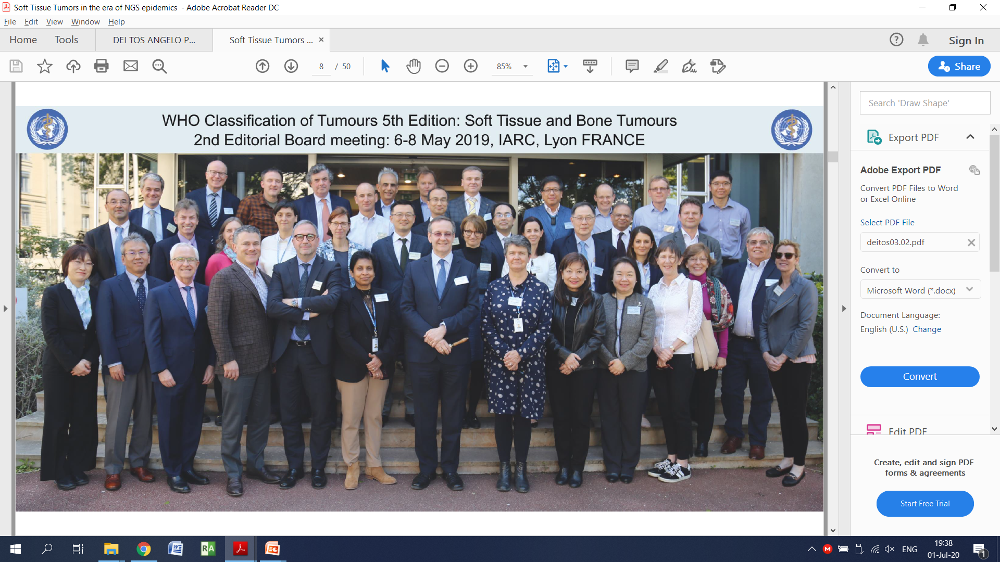 Soft Tissue Tumors in the era of NGS epidemics - Adobe Acrobat Reader DC
File Edit View Window Help
Home Tools DEI TOS ANGELO P... Soft Tissue Tumors ... × Sign In
8 / 50 85% Share
WHO Classification of Tumours 5th Edition: Soft Tissue and Bone Tumours
2nd Editorial Board meeting: 6-8 May 2019, IARC, Lyon FRANCE
Search 'Draw Shape'
Export PDF
Adobe Export PDF
Convert PDF Files to Word
or Excel Online
Select PDF File
deitos03.02.pdf
Convert to
Microsoft Word (*.docx)
Document Language:
English (U.S.) Change
Convert
Edit PDF
Create, edit and sign PDF
forms & agreements
Start Free Trial
W RA M ENG 19:38
01-Jul-20 1